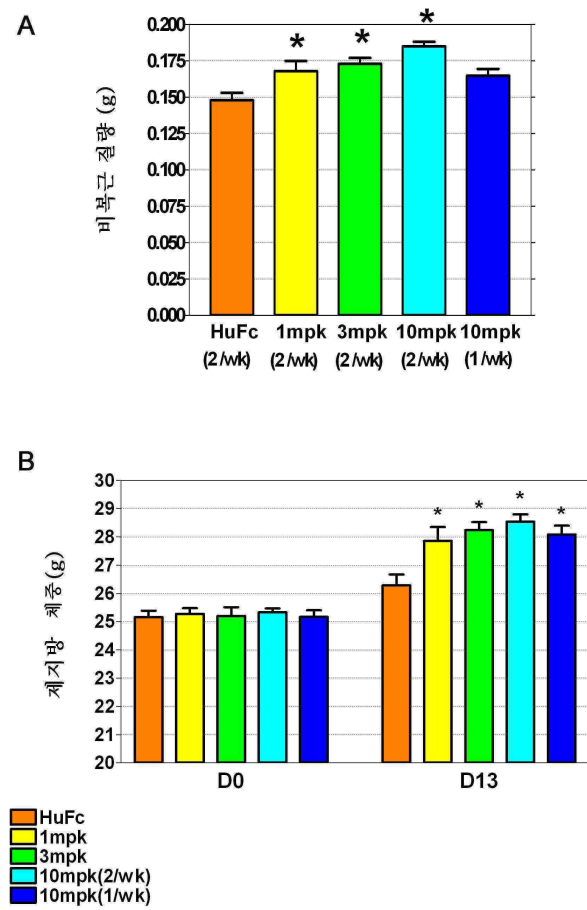 A
비복근 질량 (g)
0.200
0.175
0.150
0.125
0.100
0.075
0.050
0.025
0.000
* * *
HuFc 1mpk 3mpk 10mpk 10mpk
(2/wk) (2/wk) (2/wk) (2/wk) (1/wk)
B
제지방 체중(g)
30
29
28
27
26
25
24
23
22
21
20
* * * *
D0 D13
HuFc
1mpk
3mpk
10mpk(2/wk)
10mpk(1/wk)